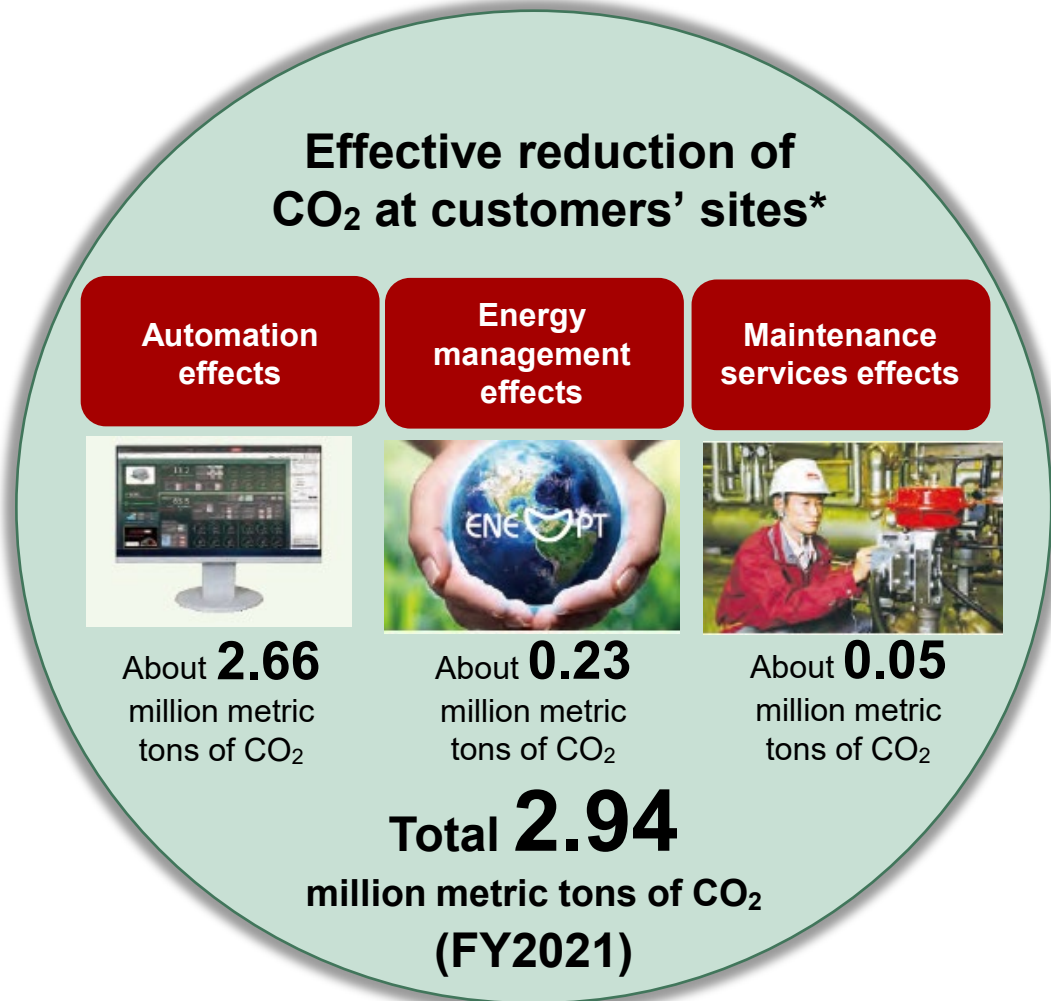 Effective reduction of
CO₂ at customers’ sites*
Automation
effects
Energy
management
effects
Maintenance
services effects
ENE PT
About 2.66
million metric
tons of CO₂
About 0.23
million metric
tons of CO₂
About 0.05
million metric
tons of CO₂
Total 2.94
million metric tons of CO₂
(FY2021)